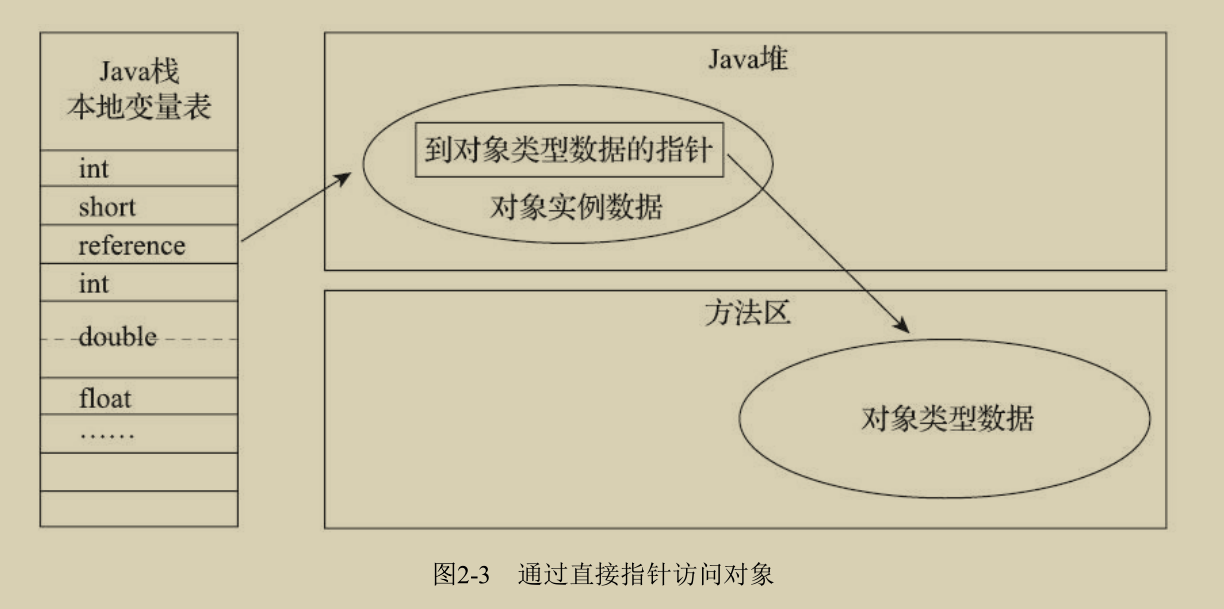 Java栈
本地变量表
int
short
reference
int
double
float
……
Java堆
到对象类型数据的指针
对象实例数据
方法区
对象类型数据
图2-3 通过直接指针访问对象